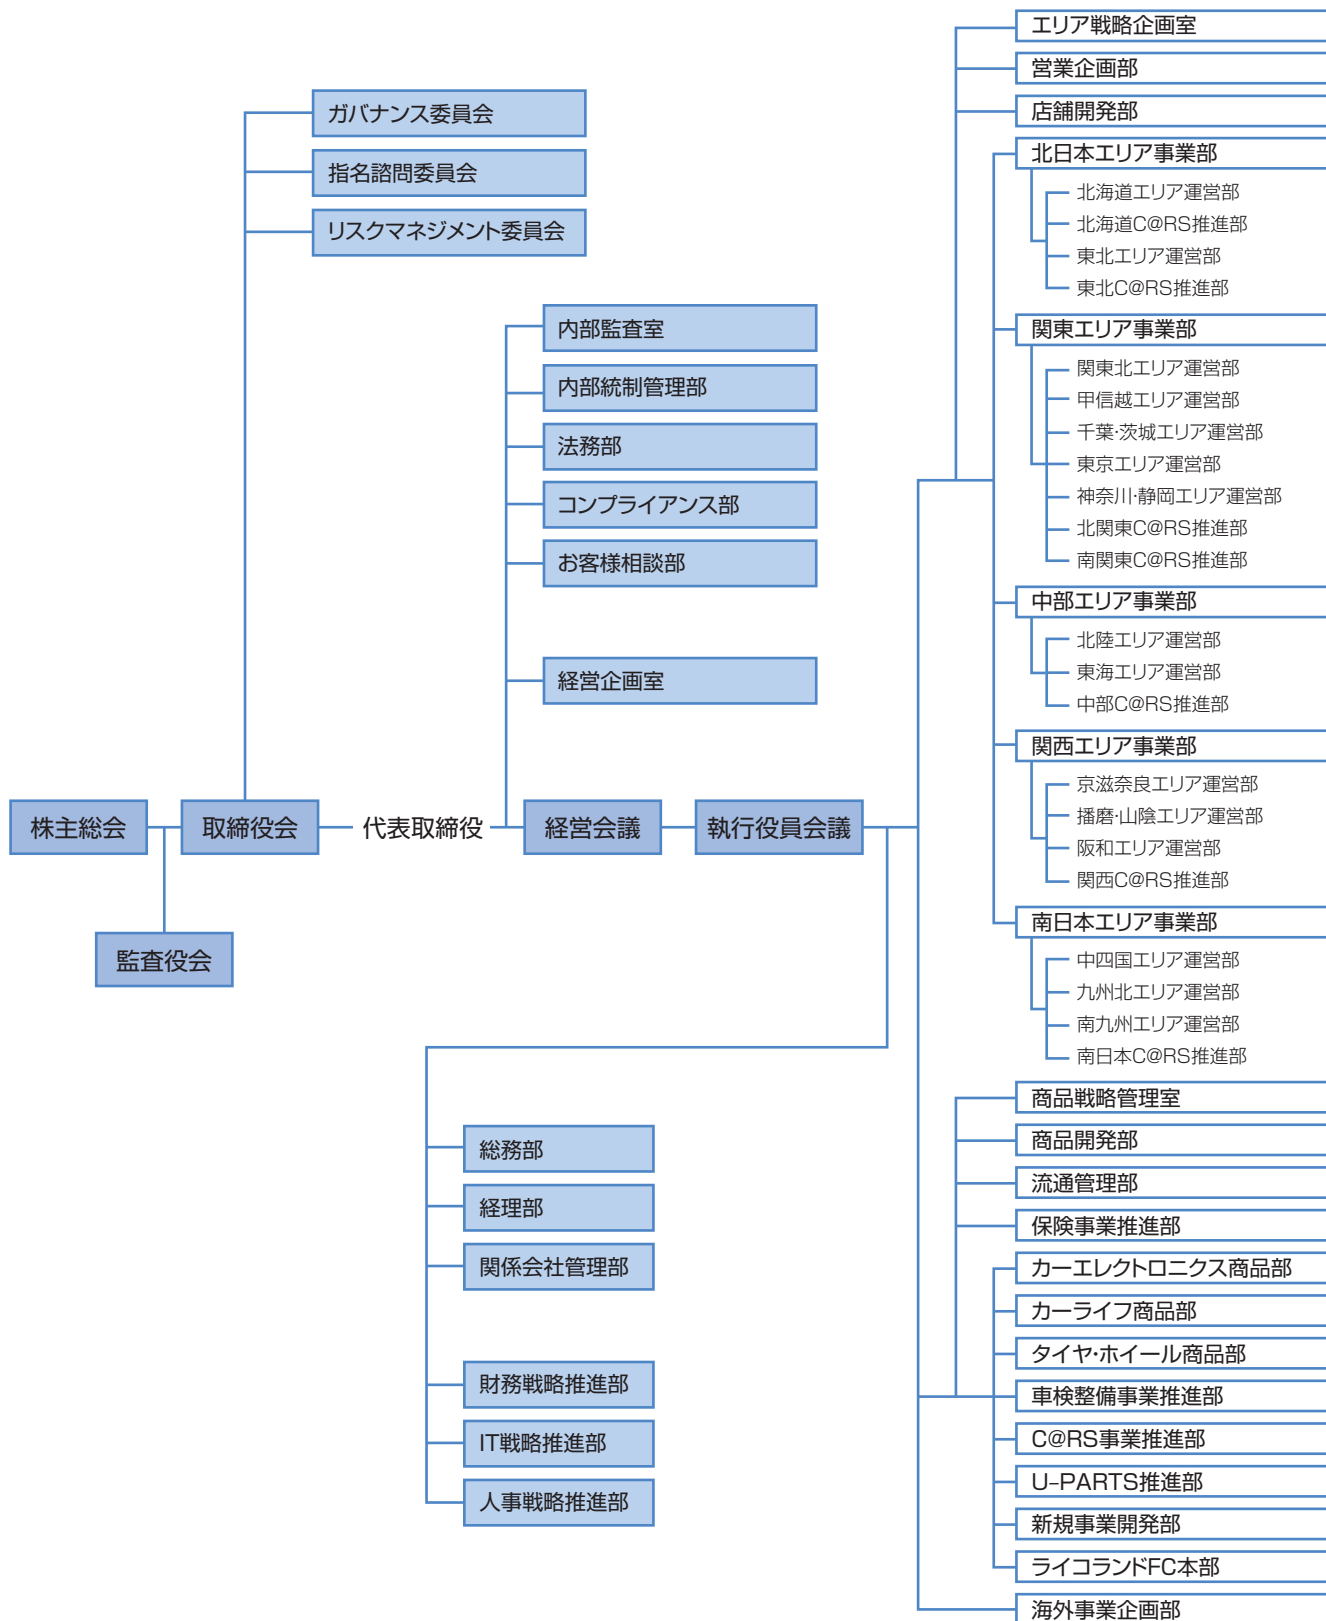 ガバナンス委員会
指名諮問委員会
リスクマネジメント委員会
内部監査室
内部統制管理部
法務部
コンプライアンス部
お客様相談部
経営企画室
株主総会
取締役会
代表取締役
経営会議
執行役員会議
監査役会
総務部
経理部
関係会社管理部
財務戦略推進部
IT戦略推進部
人事戦略推進部
エリア戦略企画室
営業企画部
店舗開発部
北日本エリア事業部
北海道エリア運営部
北海道C@RS推進部
東北エリア運営部
東北C@RS推進部
関東エリア事業部
関東北エリア運営部
甲信越エリア運営部
千葉・茨城エリア運営部
東京エリア運営部
神奈川・静岡エリア運営部
北関東C@RS推進部
南関東C@RS推進部
中部エリア事業部
北陸エリア運営部
東海エリア運営部
中部C@RS推進部
関西エリア事業部
京滋奈良エリア運営部
播磨・山陰エリア運営部
阪和エリア運営部
関西C@RS推進部
南日本エリア事業部
中四国エリア運営部
九州北エリア運営部
南九州エリア運営部
南日本C@RS推進部
商品戦略管理室
商品開発部
流通管理部
保険事業推進部
カーエレクトロニクス商品部
カーライフ商品部
タイヤ・ホイール商品部
車検整備事業推進部
C@RS事業推進部
U-PARTS推進部
新規事業開発部
ライコランドFC本部
海外事業企画部